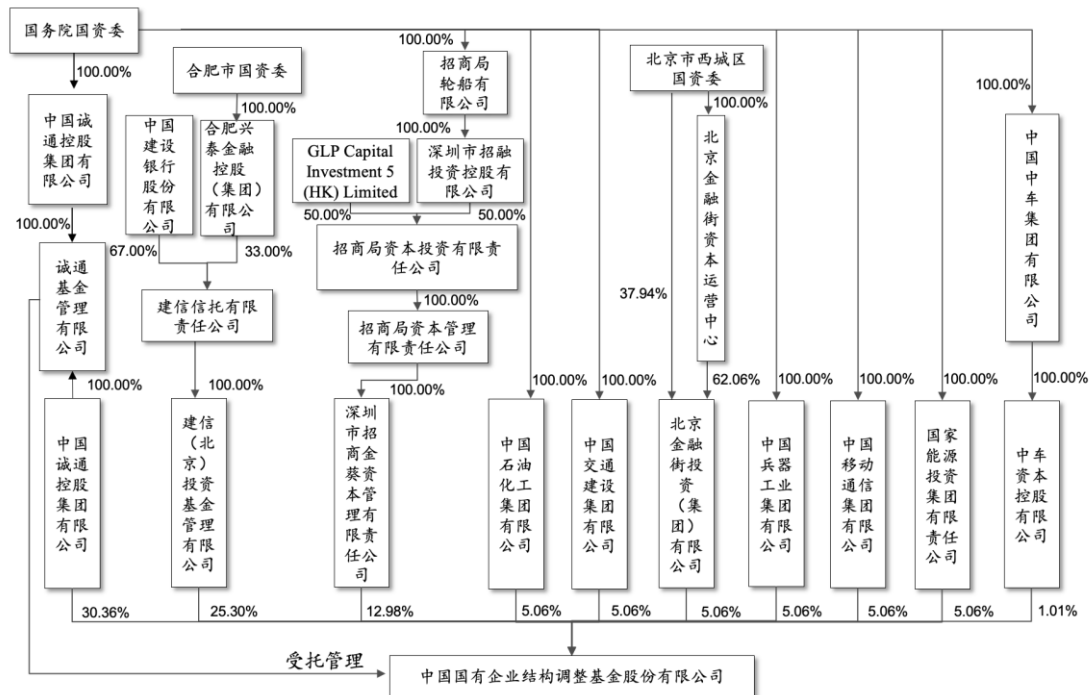 国务院国资委
100.00%
合肥市国资委
100.00%
100.00%
招商局
轮船有
限公司
北京市西城区
国资委
100.00%
100.00%
中国诚
通控股
集团有
限公司
中国
建设
银行
股份
有限
公司
100.00%
合肥兴
泰金融
控股
（集团）
有限公
司
100.00%
GLP Capital
Investment 5
(HK) Limited
深圳市招融
投资控股有
限公司
北京金融街资本运营中心
中国中车集团有限公司
100.00%
67.00%
33.00%
50.00%
50.00%
诚通
基金
管理
有限
公司
招商局资本投资有限责
任公司
37.94%
建信信托有限
责任公司
100.00%
招商局资本管理
有限责任公司
100.00%
100.00%
100.00%
100.00%
100.00%
62.06%
100.00%
100.00%
100.00%
100.00%
中国
诚通
控股
集团
有限
公司
建信
（北
京）
投资
基金
管理
有限
公司
深圳
市招
商金
葵资
本管
理有
限责
任公
司
中国
石油
化工
集团
有限
公司
中国
交通
建设
集团
有限
公司
北京
金融
街投
资
（集
团）
有限
公司
中国
兵器
工业
集团
有限
公司
中国
移动
通信
集团
有限
公司
国家
能源
投资
集团
有限
责任
公司
中车
资本
控股
有限
公司
30.36%
25.30%
12.98%
5.06%
5.06%
5.06%
5.06%
5.06%
5.06%
1.01%
受托管理
中国国有企业结构调整基金股份有限公司